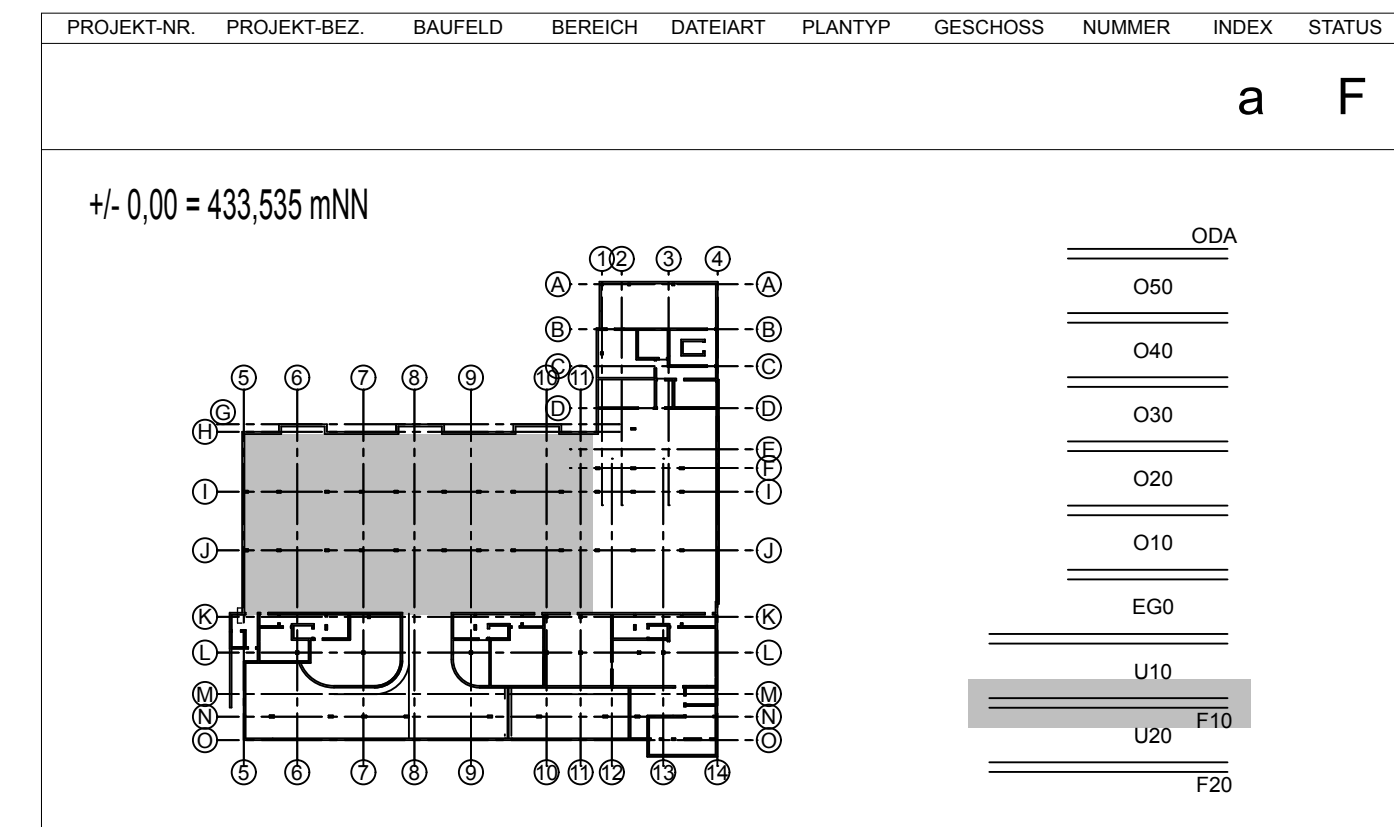 PROJEKT-NR. PROJEKT-BEZ. BAUFELD BEREICH DATEIART PLANTYP GESCHOSS NUMMER INDEX STATUS
a F
+/- 0,00 = 433,535 mNN
ODA
1 2 3 4
A A
O50
B B
O40
C C
5 6 7 8 9 10 11
D D
G
O30
H
E
F
I I
O20
J J
O10
K K
EG0
L L
U10
M M
N N
F10
O O
U20
5 6 7 8 9 10 11 12 13 14
F20